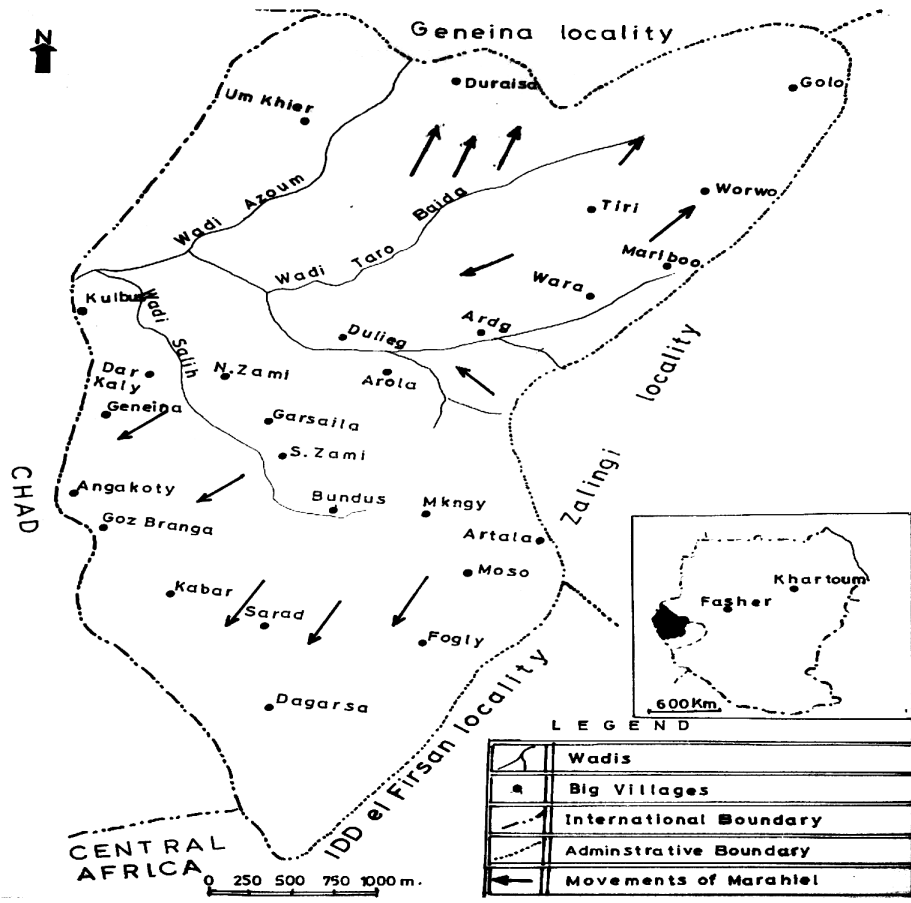 N
Geneina locality
Duraisa
Golo
Um Khier
Wadi Azoum
Wadi Taro Baida
Tiri
Worwo
Mariboo
Wara
Kulbus
Wadi Salih
Dulieg
Ardg
Dar Kaly
N.Zami
Arola
Geneina
Garsaila
S.Zami
Zalingi locality
CHAD
Angakoty
Bundus
Mkngy
Goz Branga
Artala
Moso
Kabar
Sarad
Fogly
Dagarsa
IDD el Firsan locality
CENTRAL
AFRICA
0 250 500 750 1000 m.
Khartoum
Fasher
600Km
LEGEND
Wadis
Big Villages
International Boundary
Adminstrative Boundary
Movements of Marahiel